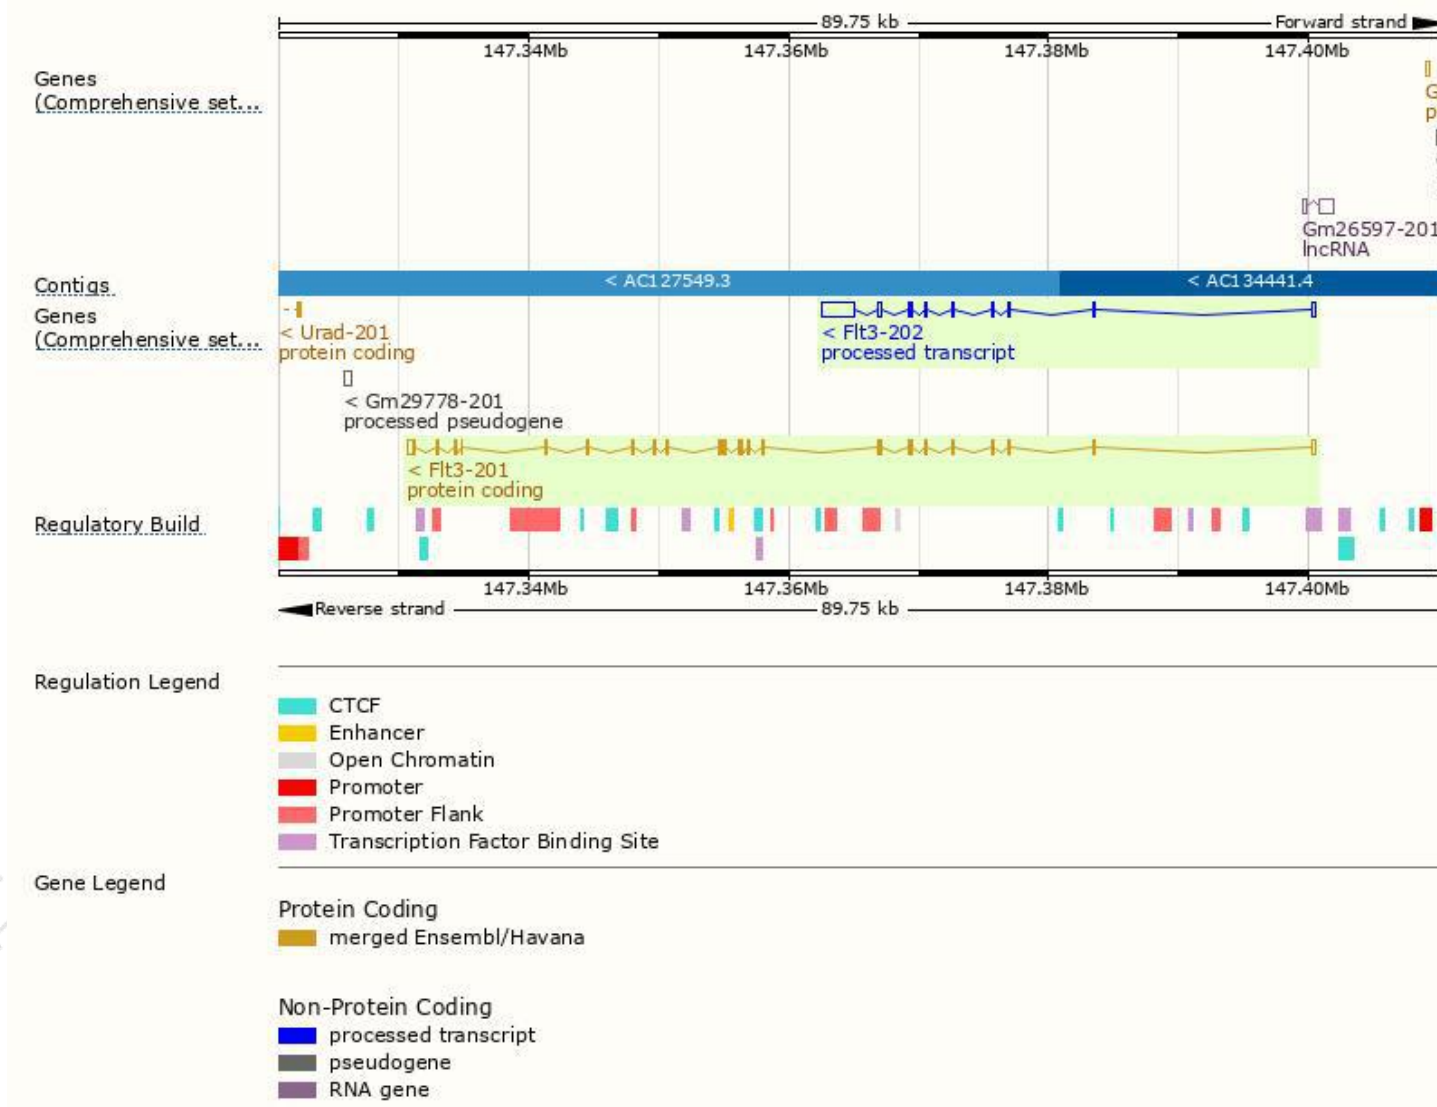 89.75 kb
Forward strand
147.34Mb 147.36Mb 147.38Mb 147.40Mb
Genes
(Comprehensive set...
G
p
Gm26597-201
lncRNA
Contigs
< AC127549.3
< AC134441.4
Genes
(Comprehensive set...
< Urad-201
protein coding
< Flt3-202
processed transcript
< Gm29778-201
processed pseudogene
< Flt3-201
protein coding
Regulatory Build
147.34Mb 147.36Mb 147.38Mb 147.40Mb
Reverse strand
89.75 kb
Regulation Legend
CTCF
Enhancer
Open Chromatin
Promoter
Promoter Flank
Transcription Factor Binding Site
Gene Legend
Protein Coding
merged Ensembl/Havana
Non-Protein Coding
processed transcript
pseudogene
RNA gene